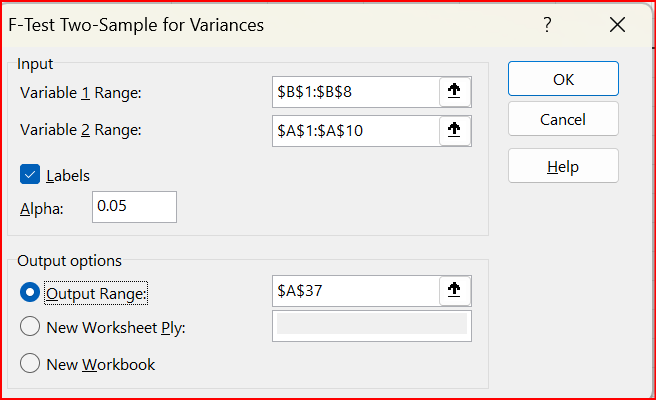 F-Test Two-Sample for Variances ?
Input
Variable 1 Range: $B$1:$B$8
Variable 2 Range: $A$1:$A$10
Labels
Alpha: 0.05
OK
Cancel
Help
Output options
Output Range: $A$37
New Worksheet Ply:
New Workbook